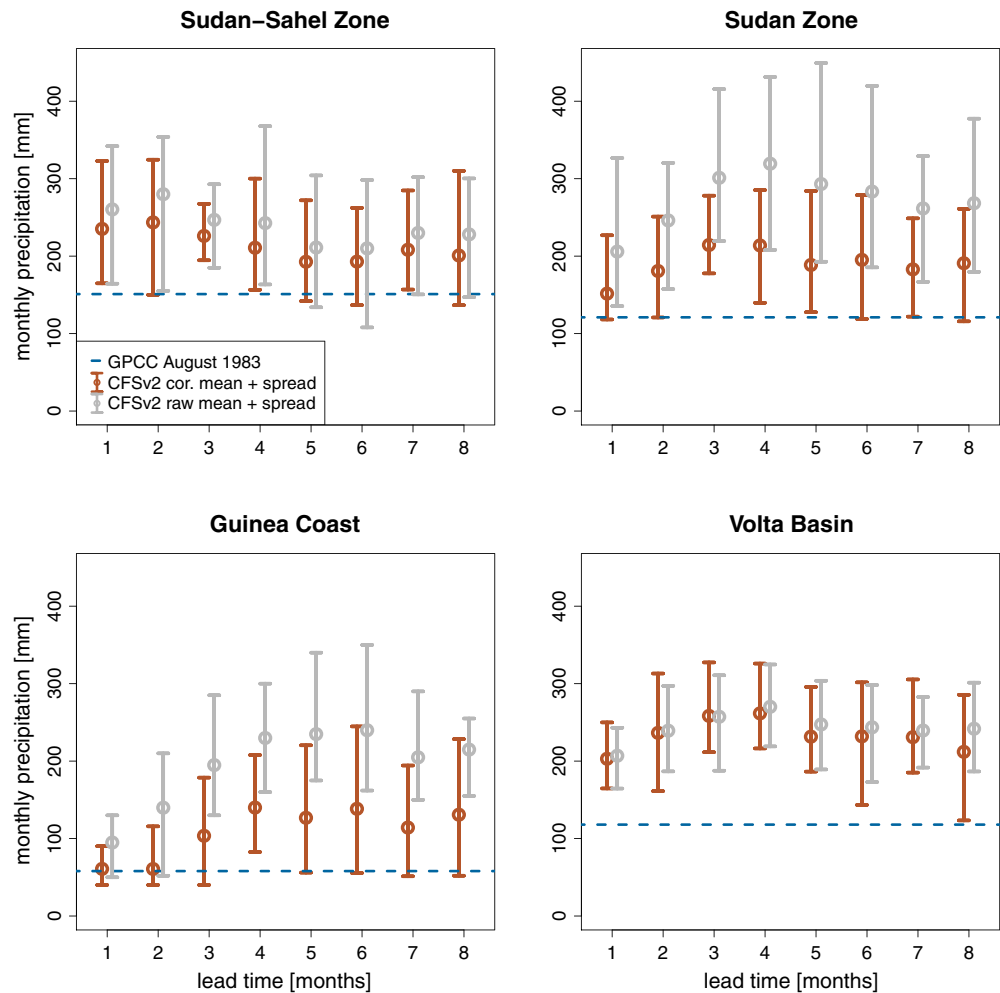 Sudan−Sahel Zone
Sudan Zone
monthly precipitation [mm]
400
300
200
100
0
GPCC August 1983
CFSv2 cor. mean + spread
CFSv2 raw mean + spread
1 2 3 4 5 6 7 8
400
300
200
100
0
1 2 3 4 5 6 7 8
Guinea Coast
Volta Basin
monthly precipitation [mm]
400
300
200
100
0
1 2 3 4 5 6 7 8
lead time [months]
400
300
200
100
0
1 2 3 4 5 6 7 8
lead time [months]